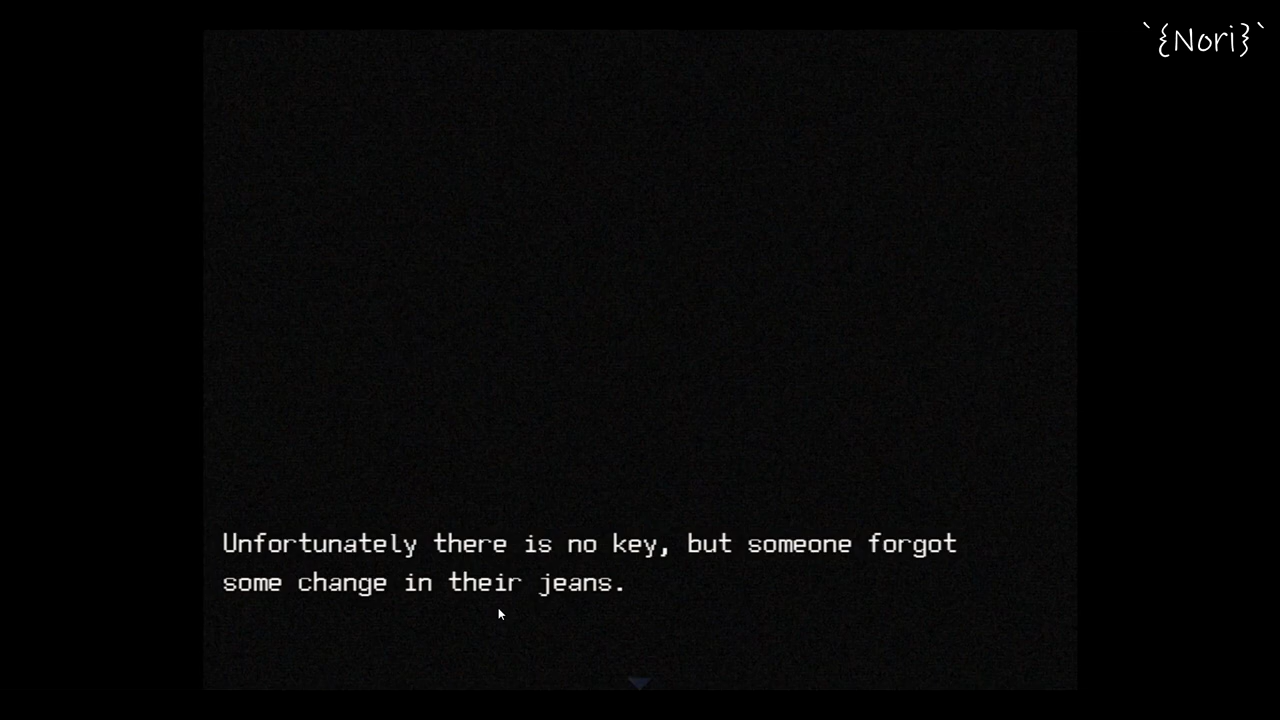 `{Nori}`
Unfortunately there is no key, but someone forgot
some change in their jeans.